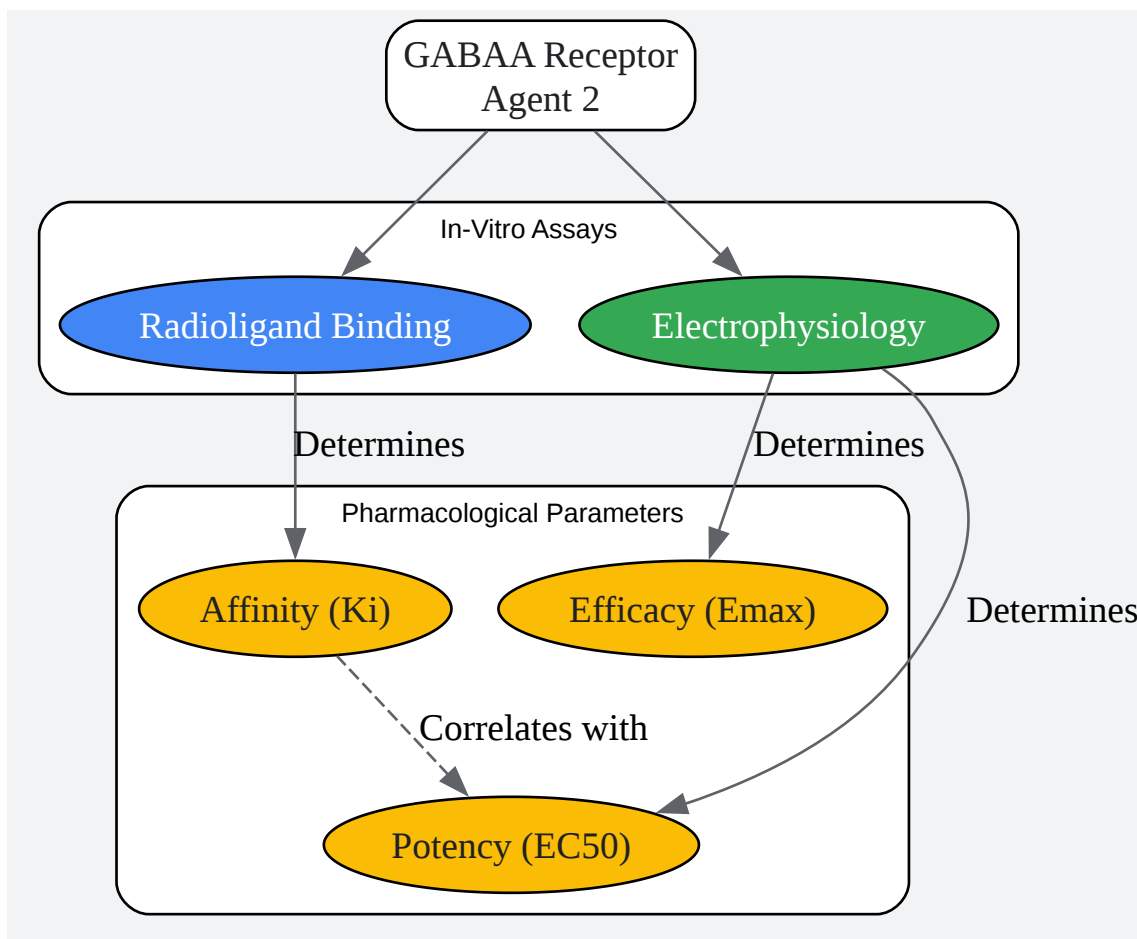 GABAA Receptor
Agent 2
In-Vitro Assays
Radioligand Binding
Electrophysiology
Determines
Determines
Pharmacological Parameters
Affinity (Ki)
Efficacy (Emax)
Determines
Correlates with
Potency (EC50)